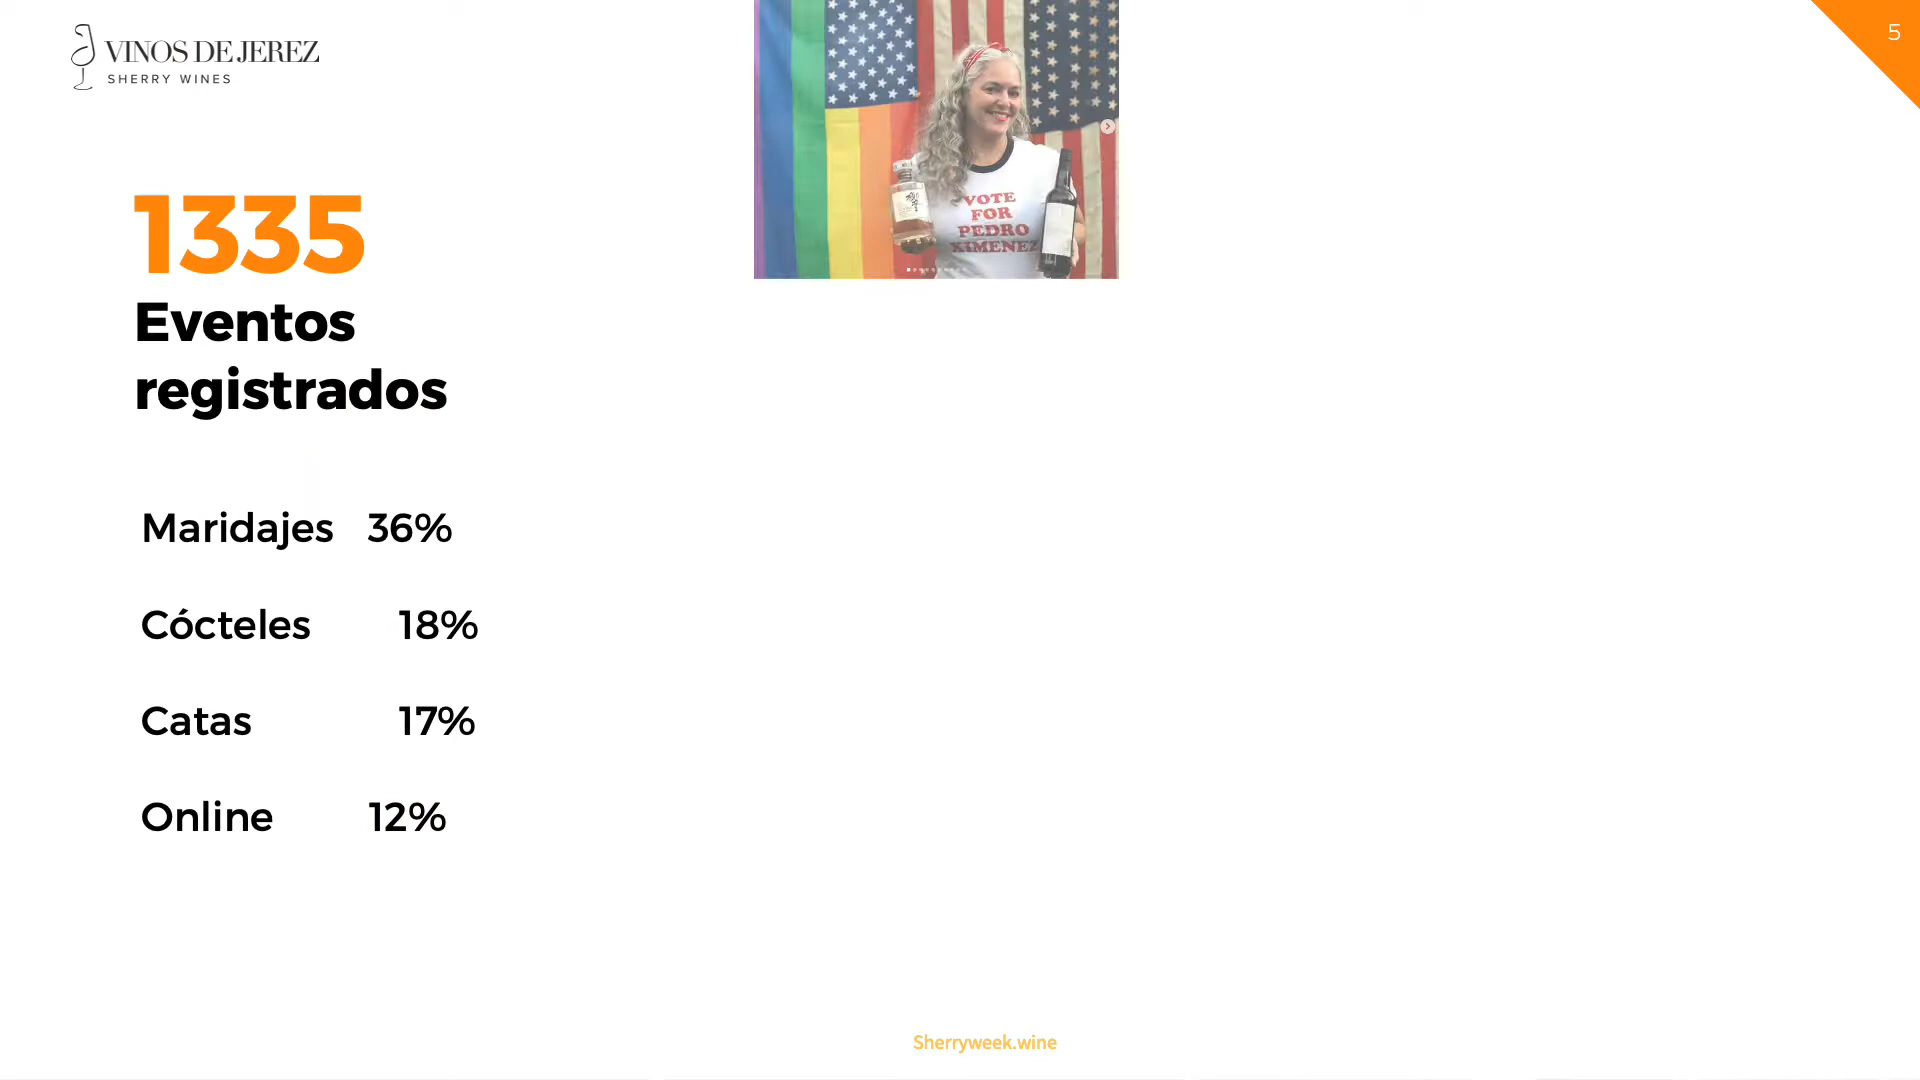 VINOS DE JEREZ
SHERRY WINES
5
VOTE
FOR
PEDRO
XIMENEZ
1335
Eventos
registrados
Maridajes 36%
Cócteles 18%
Catas 17%
Online 12%
Sherryweek.wine